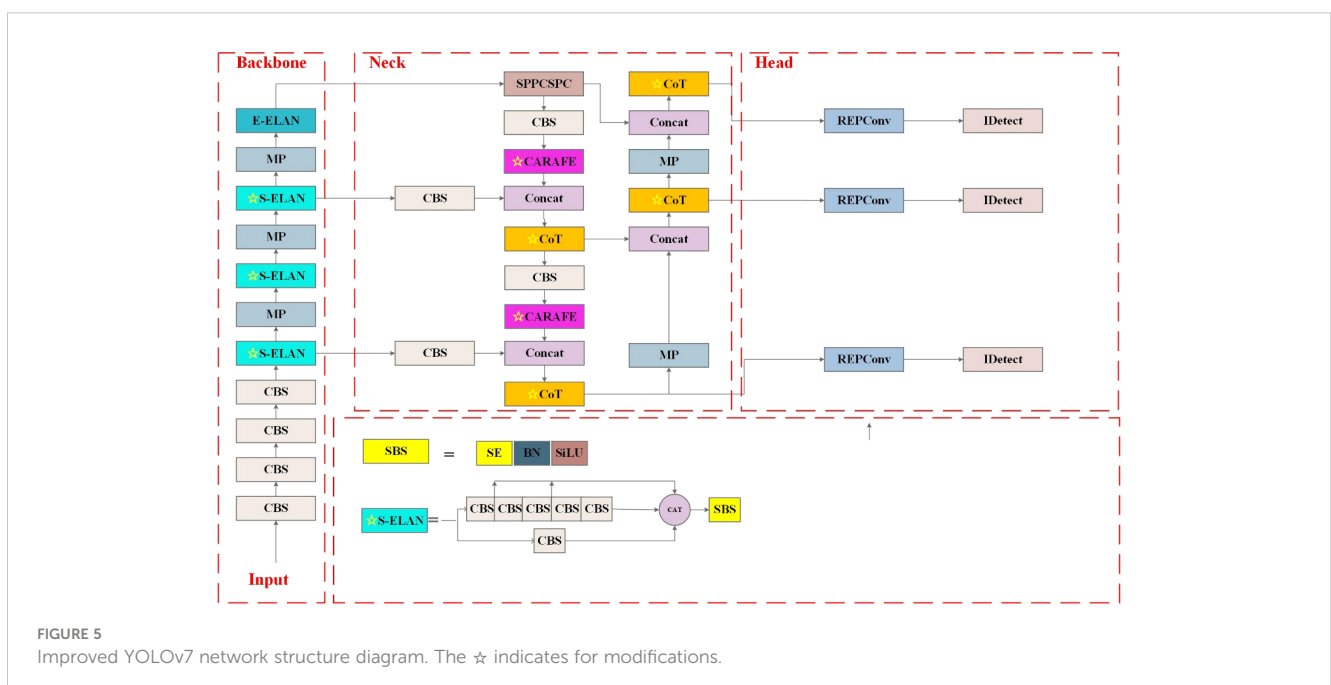 Backbone
E-ELAN
MP
☆S-ELAN
MP
☆S-ELAN
MP
☆S-ELAN
CBS
CBS
CBS
CBS
Input
Neck
SPPCSPC
CBS
☆CARAFE
CBS
Concat
☆CoT
CBS
☆CARAFE
CBS
Concat
☆CoT
☆CoT
Concat
MP
☆CoT
Concat
MP
Head
REPConv
IDetect
REPConv
IDetect
REPConv
IDetect
SBS = SE BN SiLU
☆S-ELAN= CBS CBS CBS CBS CBS CAT SBS
CBS
FIGURE 5
Improved YOLOv7 network structure diagram. The ☆ indicates for modifications.